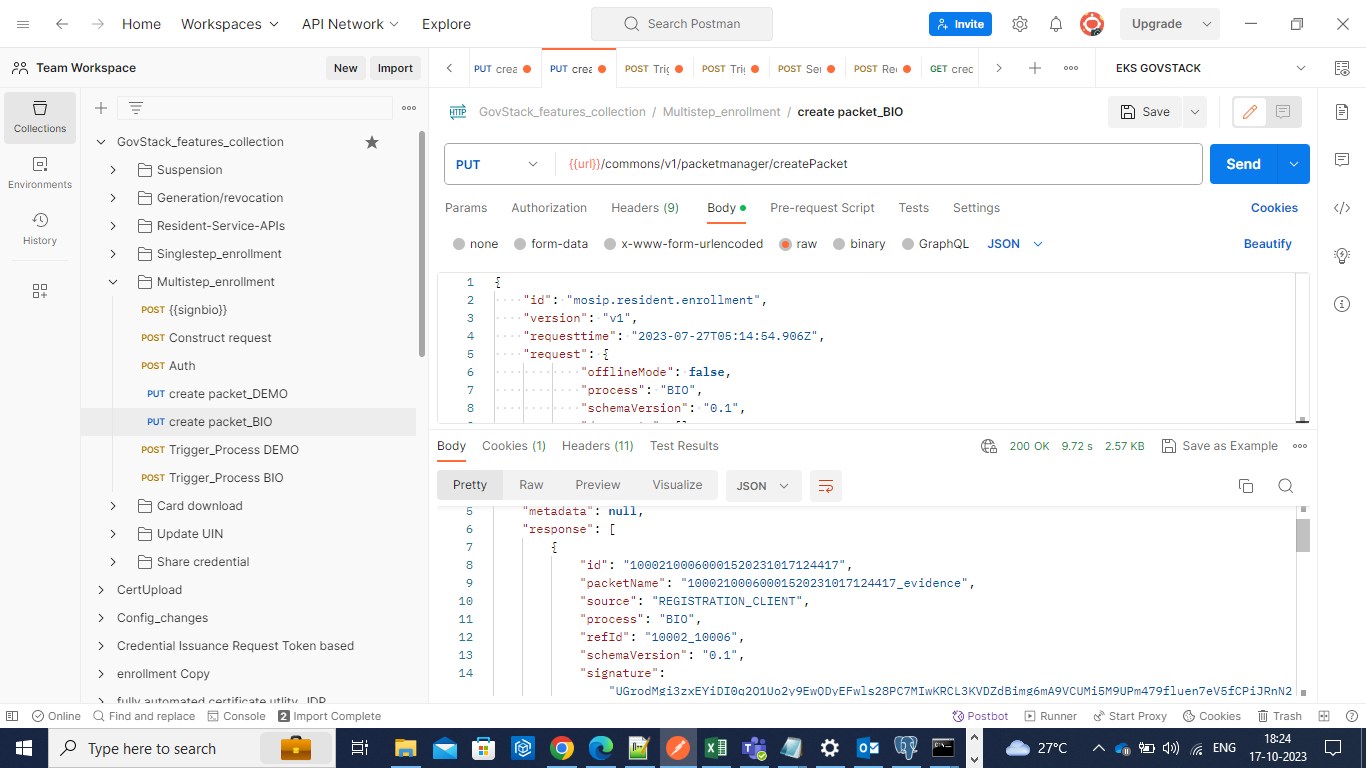 Home Workspaces API Network Explore Search Postman Invite Upgrade
Team Workspace New Import PUT crea PUT crea POST Trig POST Trig POST Se POST Re GET cred EKS GOVSTACK
Collections
Environments
History
GovStack_features_collection
Suspension
Generation/revocation
Resident-Service-APIs
Singlestep_enrollment
Multistep_enrollment
POST {{signbio}}
POST Construct request
POST Auth
PUT create packet_DEMO
PUT create packet_BIO
POST Trigger_Process DEMO
POST Trigger_Process BIO
Card download
Update UIN
Share credential
CertUpload
Config_changes
Credential Issuance Request Token based
enrollment Copy
fully automated certificate utlity IDP
HTTP GovStack_features_collection / Multistep_enrollment / create packet_BIO Save
PUT {{url}}/commons/v1/packetmanager/createPacket Send
Params Authorization Headers (9) Body Pre-request Script Tests Settings Cookies
none form-data x-www-form-urlencoded raw binary GraphQL JSON Beautify
1 {
2 "id": "mosip.resident.enrollment",
3 "version": "v1",
4 "requesttime": "2023-07-27T05:14:54.906Z",
5 "request": {
6 "offlineMode": false,
7 "process": "BIO",
8 "schemaVersion": "0.1",
Body Cookies (1) Headers (11) Test Results 200 OK 9.72 s 2.57 KB Save as Example
Pretty Raw Preview Visualize JSON
5 "metadata": null,
6 "response": [
7 {
8 "id": "10002100060001520231017124417",
9 "packetName": "10002100060001520231017124417_evidence",
10 "source": "REGISTRATION_CLIENT",
11 "process": "BIO",
12 "refId": "10002_10006",
13 "schemaVersion": "0.1",
14 "signature":
Online Find and replace Console 2 Import Complete Postbot Runner Start Proxy Cookies Trash
Type here to search 27°C ENG 18:24
17-10-2023